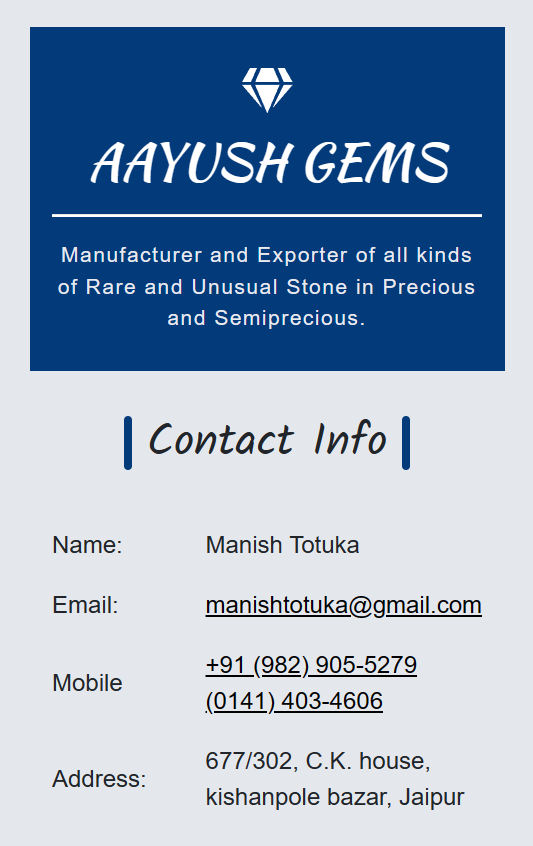 AAYUSH GEMS
Manufacturer and Exporter of all kinds
of Rare and Unusual Stone in Precious
and Semiprecious.
Contact Info
Name: Manish Totuka
Email: manishtotuka@gmail.com
Mobile
+91 (982) 905-5279
(0141) 403-4606
Address:
677/302, C.K. house,
kishanpole bazar, Jaipur